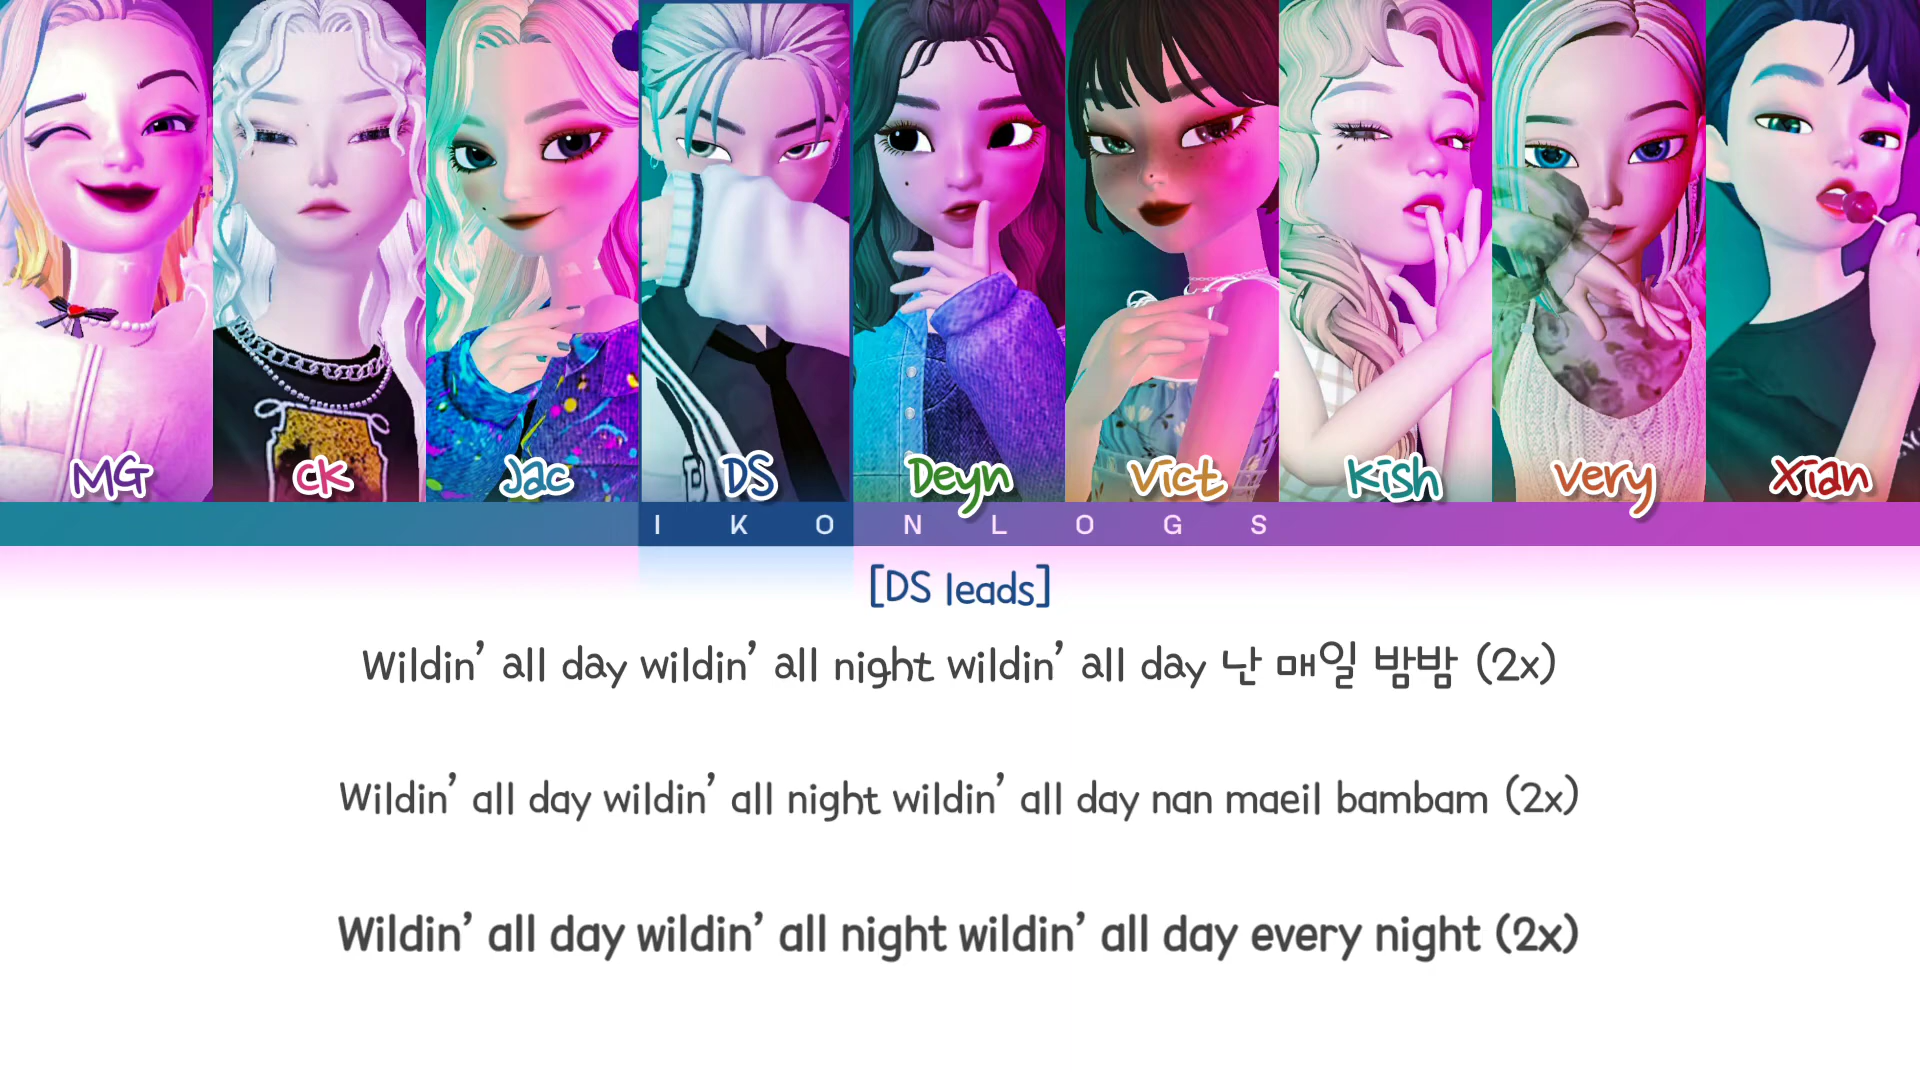 MG CK Jac DS Deyn Vict Kish Very Xian
IKONLOGS
[DS leads]
Wildin' all day wildin' all night wildin' all day 난 매일 밤밤 (2x)
Wildin' all day wildin' all night wildin' all day nan maeil bambam (2x)
Wildin' all day wildin' all night wildin' all day every night (2x)